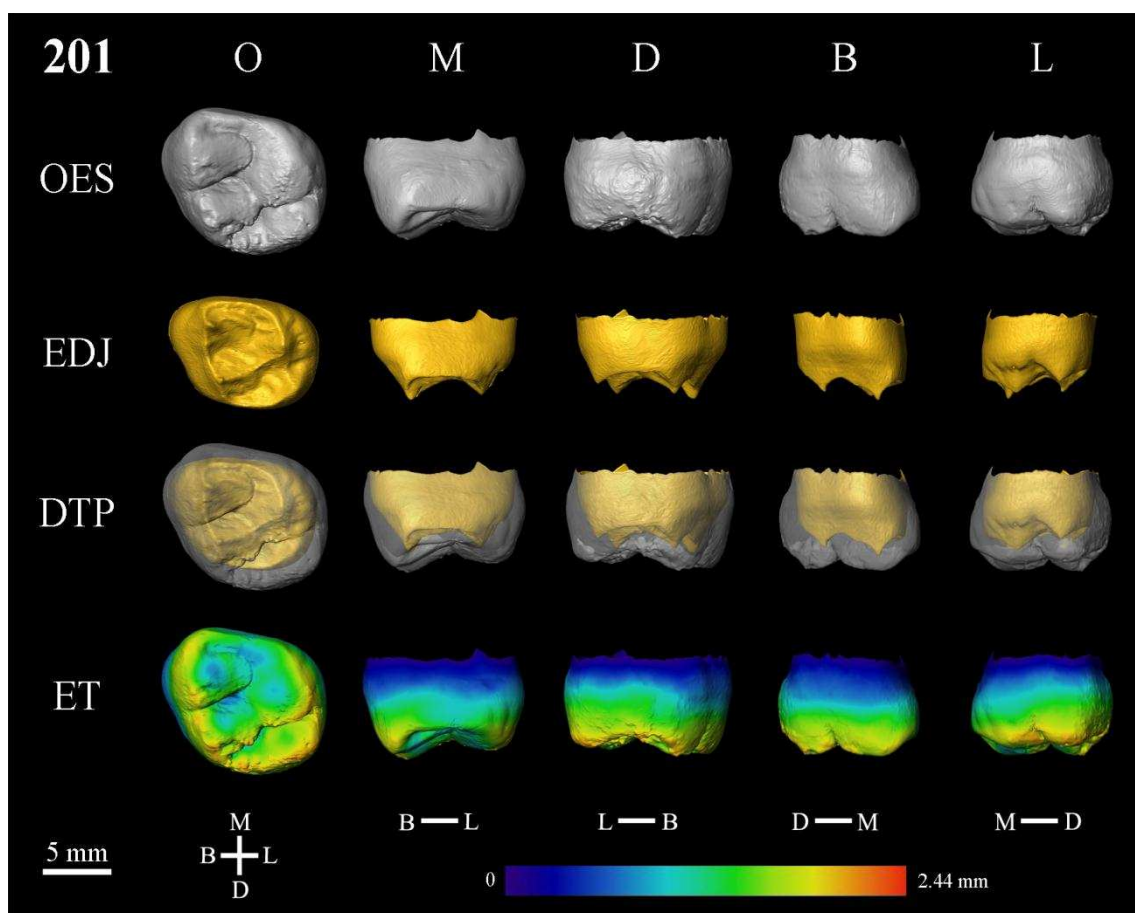 201 O M D B L
OES
EDJ
DTP
ET
M
B L
D
B L
L B
D M
M D
5 mm
0 2.44 mm